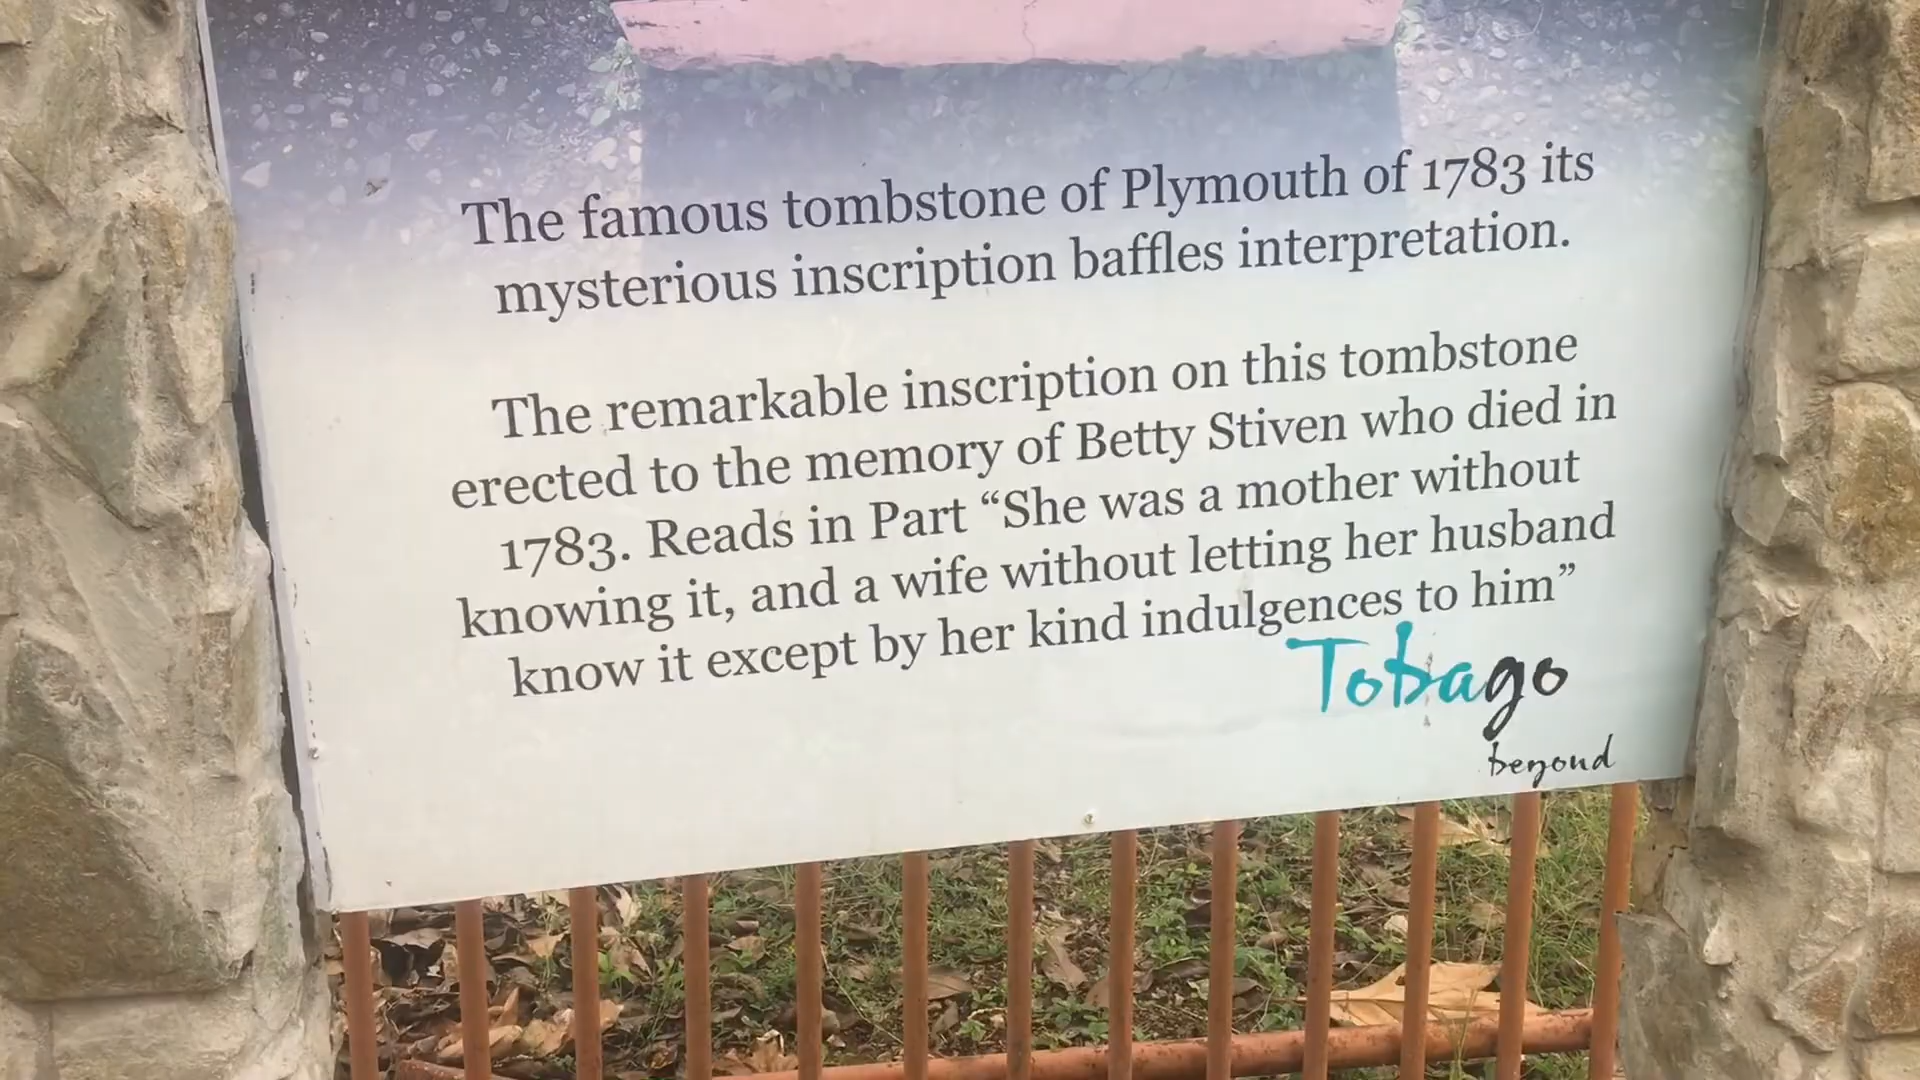 The famous tombstone of Plymouth of 1783 its
mysterious inscription baffles interpretation.
The remarkable inscription on this tombstone
erected to the memory of Betty Stiven who died in
1783. Reads in Part “She was a mother without
knowing it, and a wife without letting her husband
know it except by her kind indulgences to him”
Tobago
beyond